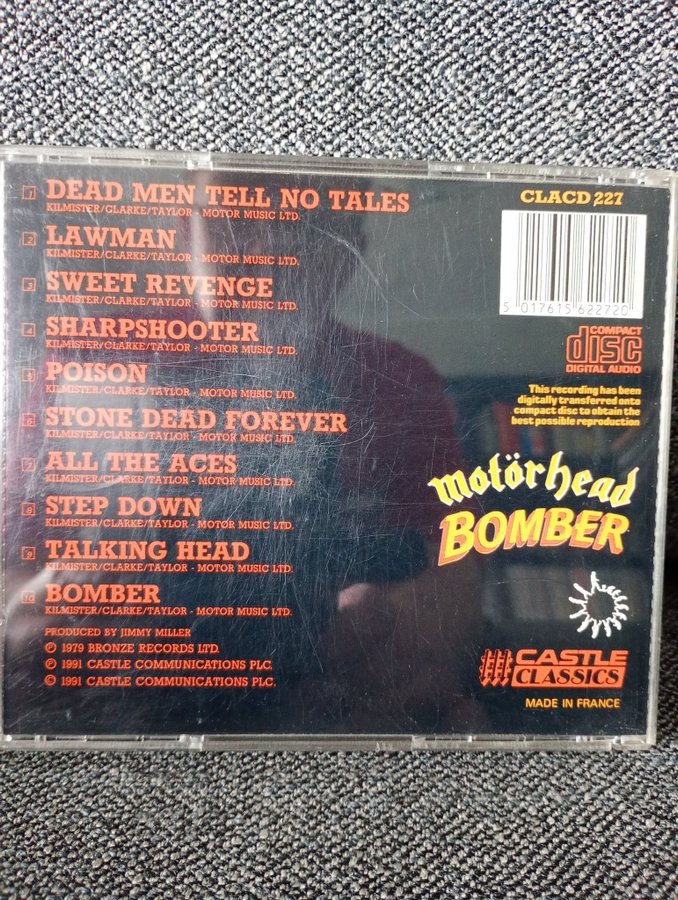 1 DEAD MEN TELL NO TALES
KILMISTER/CLARKE/TAYLOR - MOTOR MUSIC LTD.
2 LAWMAN
KILMISTER/CLARKE/TAYLOR - MOTOR MUSIC LTD.
3 SWEET REVENGE
KILMISTER/CLARKE/TAYLOR - MOTOR MUSIC LTD.
4 SHARPSHOOTER
KILMISTER/CLARKE/TAYLOR - MOTOR MUSIC LTD.
5 POISON
KILMISTER/CLARKE/TAYLOR - MOTOR MUSIC LTD.
6 STONE DEAD FOREVER
KILMISTER/CLARKE/TAYLOR - MOTOR MUSIC LTD.
7 ALL THE ACES
KILMISTER/CLARKE/TAYLOR - MOTOR MUSIC LTD.
8 STEP DOWN
KILMISTER/CLARKE/TAYLOR - MOTOR MUSIC LTD.
9 TALKING HEAD
KILMISTER/CLARKE/TAYLOR - MOTOR MUSIC LTD.
10 BOMBER
KILMISTER/CLARKE/TAYLOR - MOTOR MUSIC LTD.
PRODUCED BY JIMMY MILLER
℗ 1979 BRONZE RECORDS LTD.
℗ 1991 CASTLE COMMUNICATIONS PLC.
© 1991 CASTLE COMMUNICATIONS PLC.
CLACD 227
5 017615 622720
COMPACT
disc
DIGITAL AUDIO
This recording has been
digitally transferred onto
compact disc to obtain the
best possible reproduction
motörhead
BOMBER
CASTLE
CLASSICS
MADE IN FRANCE